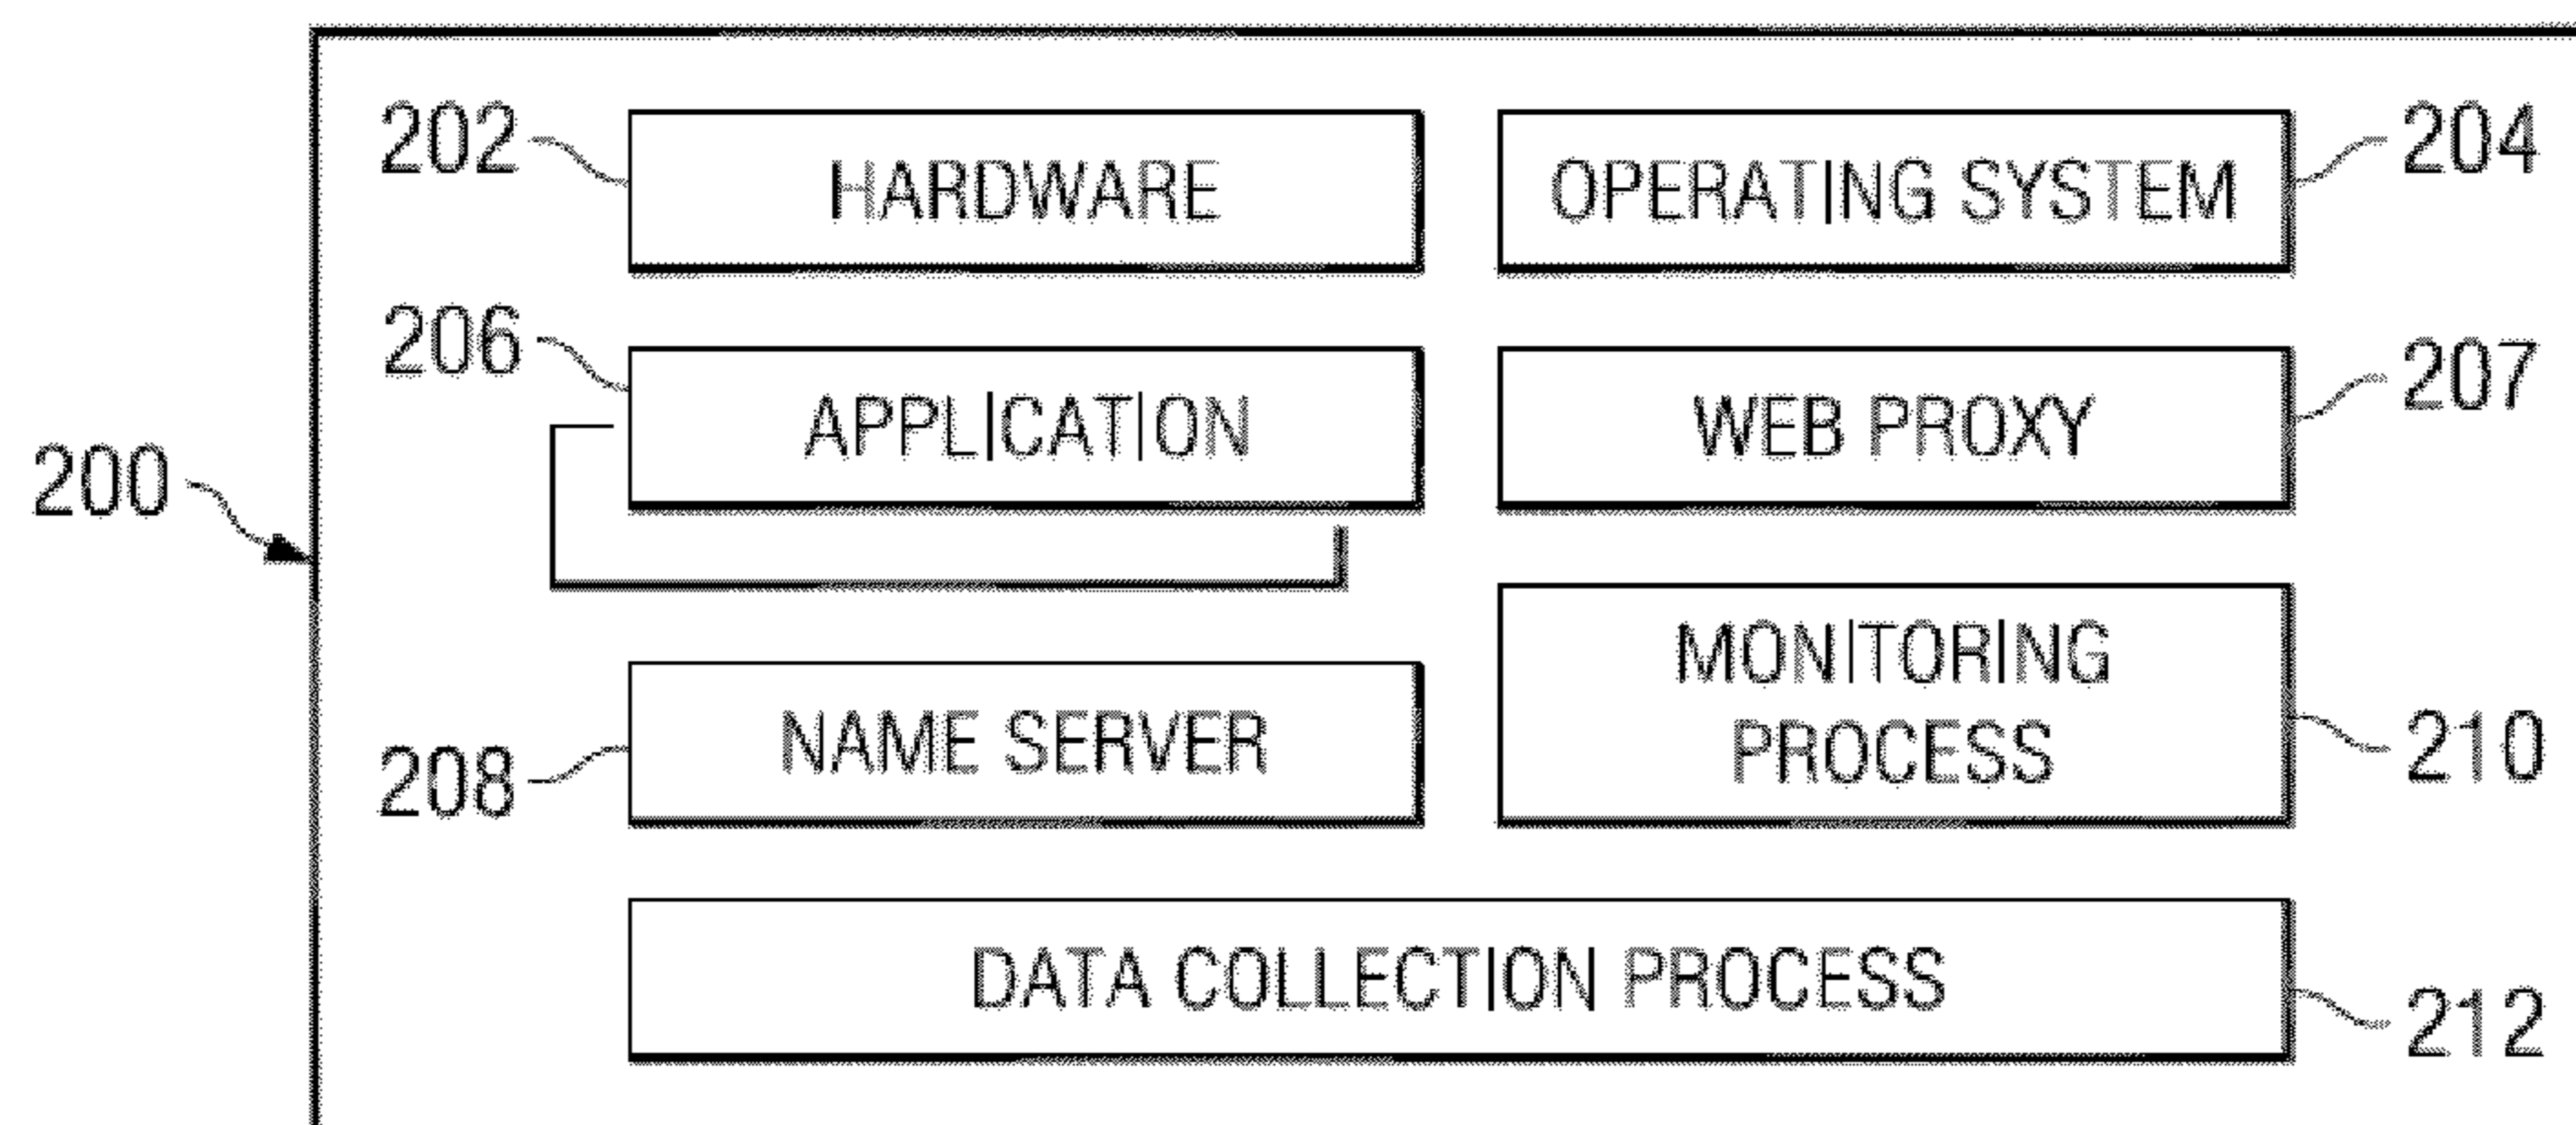 202 HARDWARE OPERATING SYSTEM 204
206 APPLICATION WEB PROXY 207
200
208 NAME SERVER MONITORING PROCESS 210
DATA COLLECTION PROCESS 212